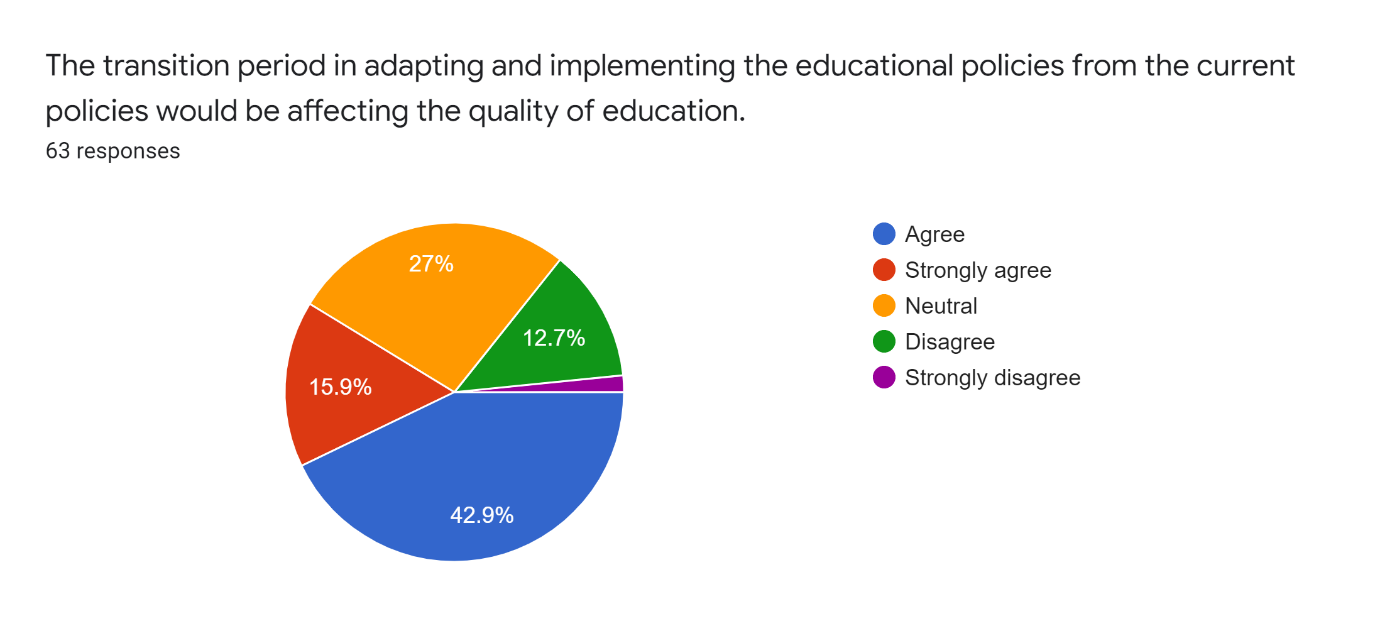 The transition period in adapting and implementing the educational policies from the current
policies would be affecting the quality of education.
63 responses
27%
12.7%
15.9%
42.9%
Agree
Strongly agree
Neutral
Disagree
Strongly disagree